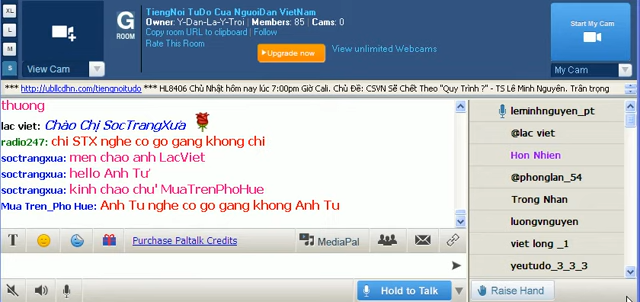 XL
L
M
S
View Cam
G
ROOM
TiengNoi TuDo Cua NguoiDan VietNam
Owner: Y-Dan-La-Y-Troi | Members: 85 | Cams: 0
Copy room URL to clipboard | Follow
Rate This Room
Upgrade now
View unlimited Webcams
Start My Cam
My Cam
*** http://ubllcdhn.com/tiengnoitudo *** HL8406 Chủ Nhật hôm nay lúc 7:00pm Giờ Cali. Chủ Đề: CSVN Sẽ Chết Theo "Quy Trình ?" - TS Lê Minh Nguyên. Trân trọng
thuong
lac viet: Chào Chị SocTrangXưa
radio247: chi STX nghe co go gang khong chi
soctrangxua: men chao anh LacViet
soctrangxua: hello Anh Tư
soctrangxua: kinh chao chu' MuaTrenPhoHue
Mua Tren_Pho Hue: Anh Tu nghe co go gang khong Anh Tu
leminhnguyen_pt
@lac viet
Hon Nhien
@phonglan_54
Trong Nhan
luongvnguyen
viet long _1
yeutudo_3_3_3
T
Purchase Paltalk Credits
MediaPal
Hold to Talk
Raise Hand